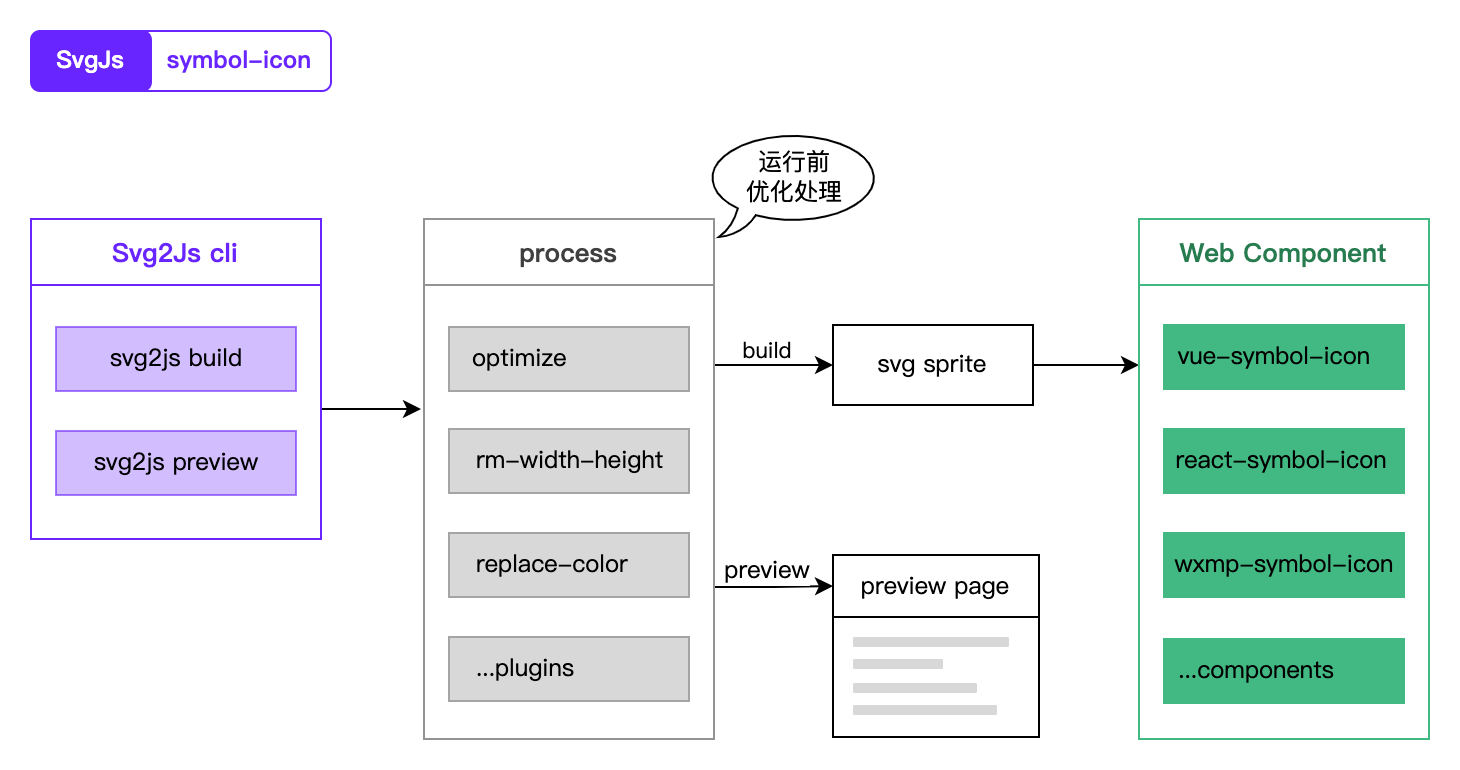 SvgJs symbol-icon
运行前
优化处理
Svg2Js cli
svg2js build
svg2js preview
process
optimize
rm-width-height
replace-color
...plugins
build
svg sprite
preview
preview page
Web Component
vue-symbol-icon
react-symbol-icon
wxmp-symbol-icon
...components